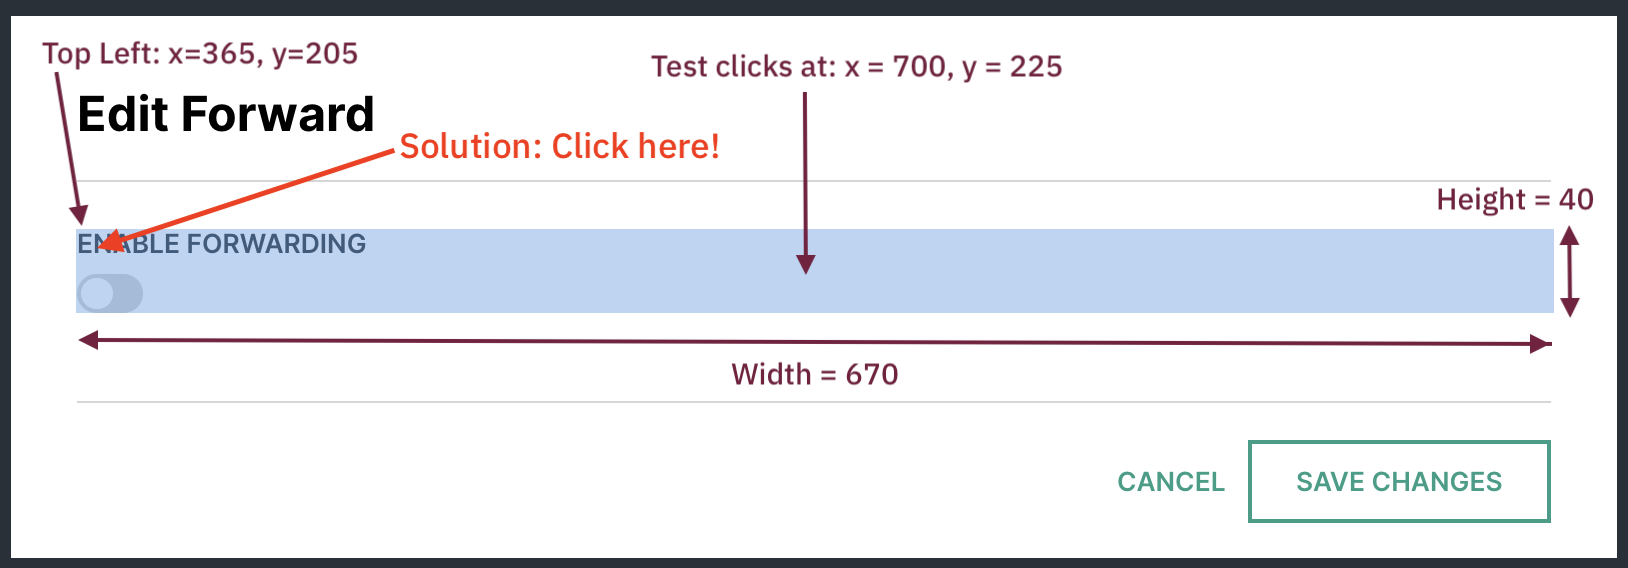 Top Left: x=365, y=205
Test clicks at: x = 700, y = 225
Edit Forward
Solution: Click here!
Height = 40
ENABLE FORWARDING
Width = 670
CANCEL
SAVE CHANGES